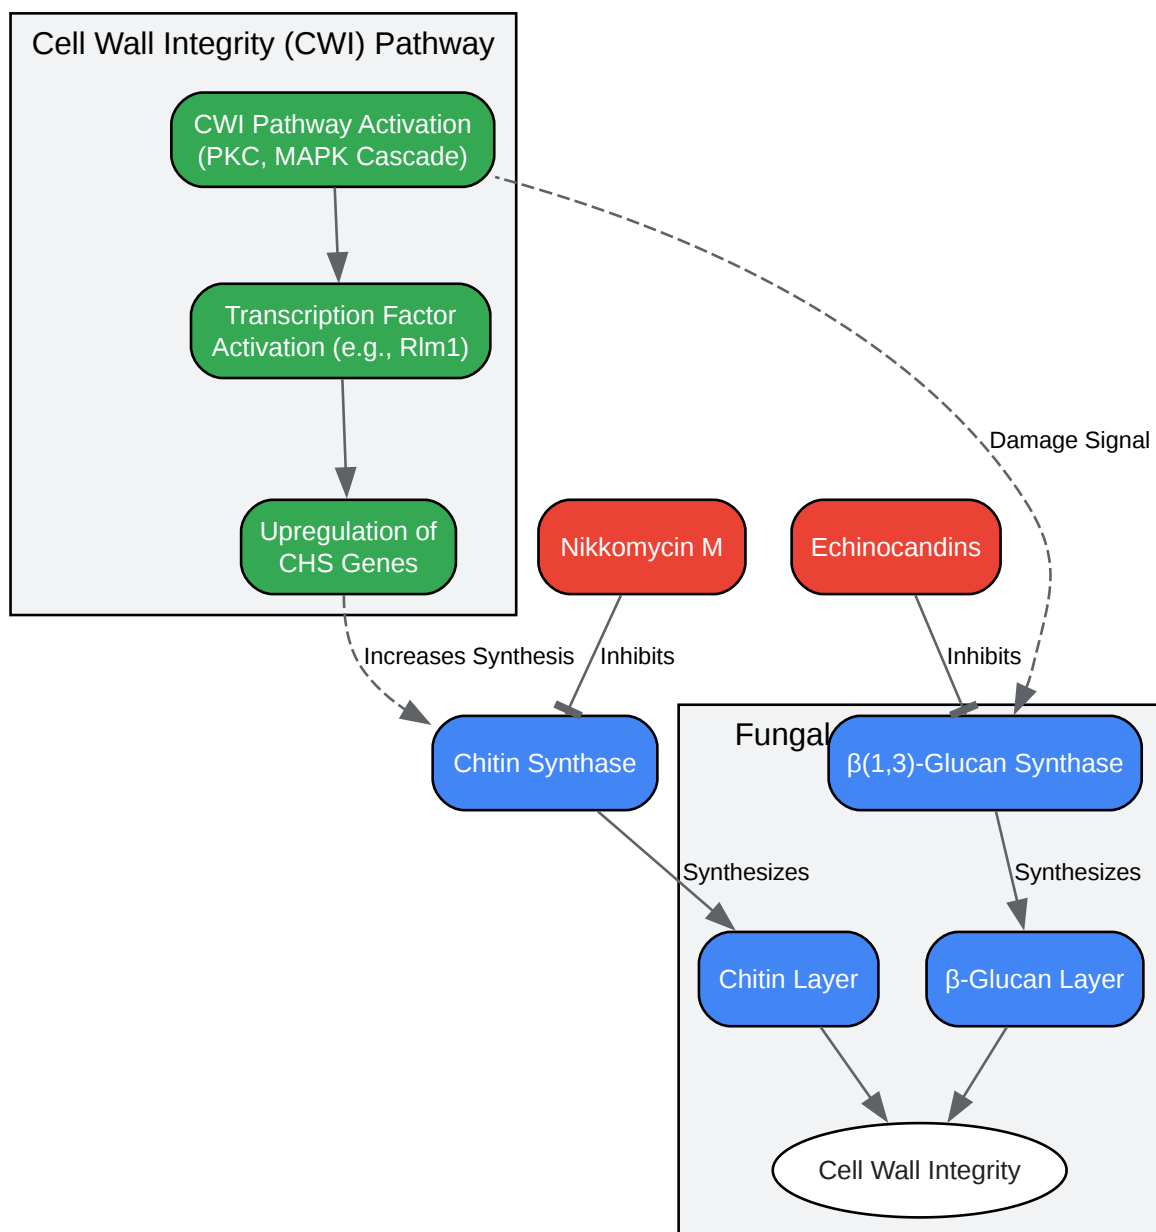 Cell Wall Integrity (CWI) Pathway
CWI Pathway Activation
(PKC, MAPK Cascade)
Transcription Factor
Activation (e.g., Rlm1)
Damage Signal
Upregulation of
CHS Genes
Nikkomycin M
Echinocandins
Increases Synthesis
Inhibits
Inhibits
Fungal
Chitin Synthase
β(1,3)-Glucan Synthase
Synthesizes
Synthesizes
Chitin Layer
β-Glucan Layer
Cell Wall Integrity